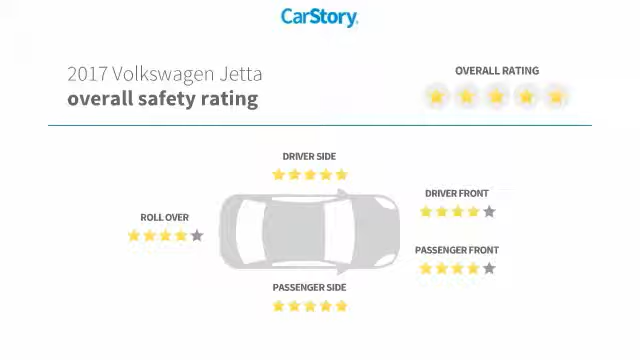 CarStory.
2017 Volkswagen Jetta
overall safety rating
OVERALL RATING
DRIVER SIDE
DRIVER FRONT
ROLL OVER
PASSENGER FRONT
PASSENGER SIDE